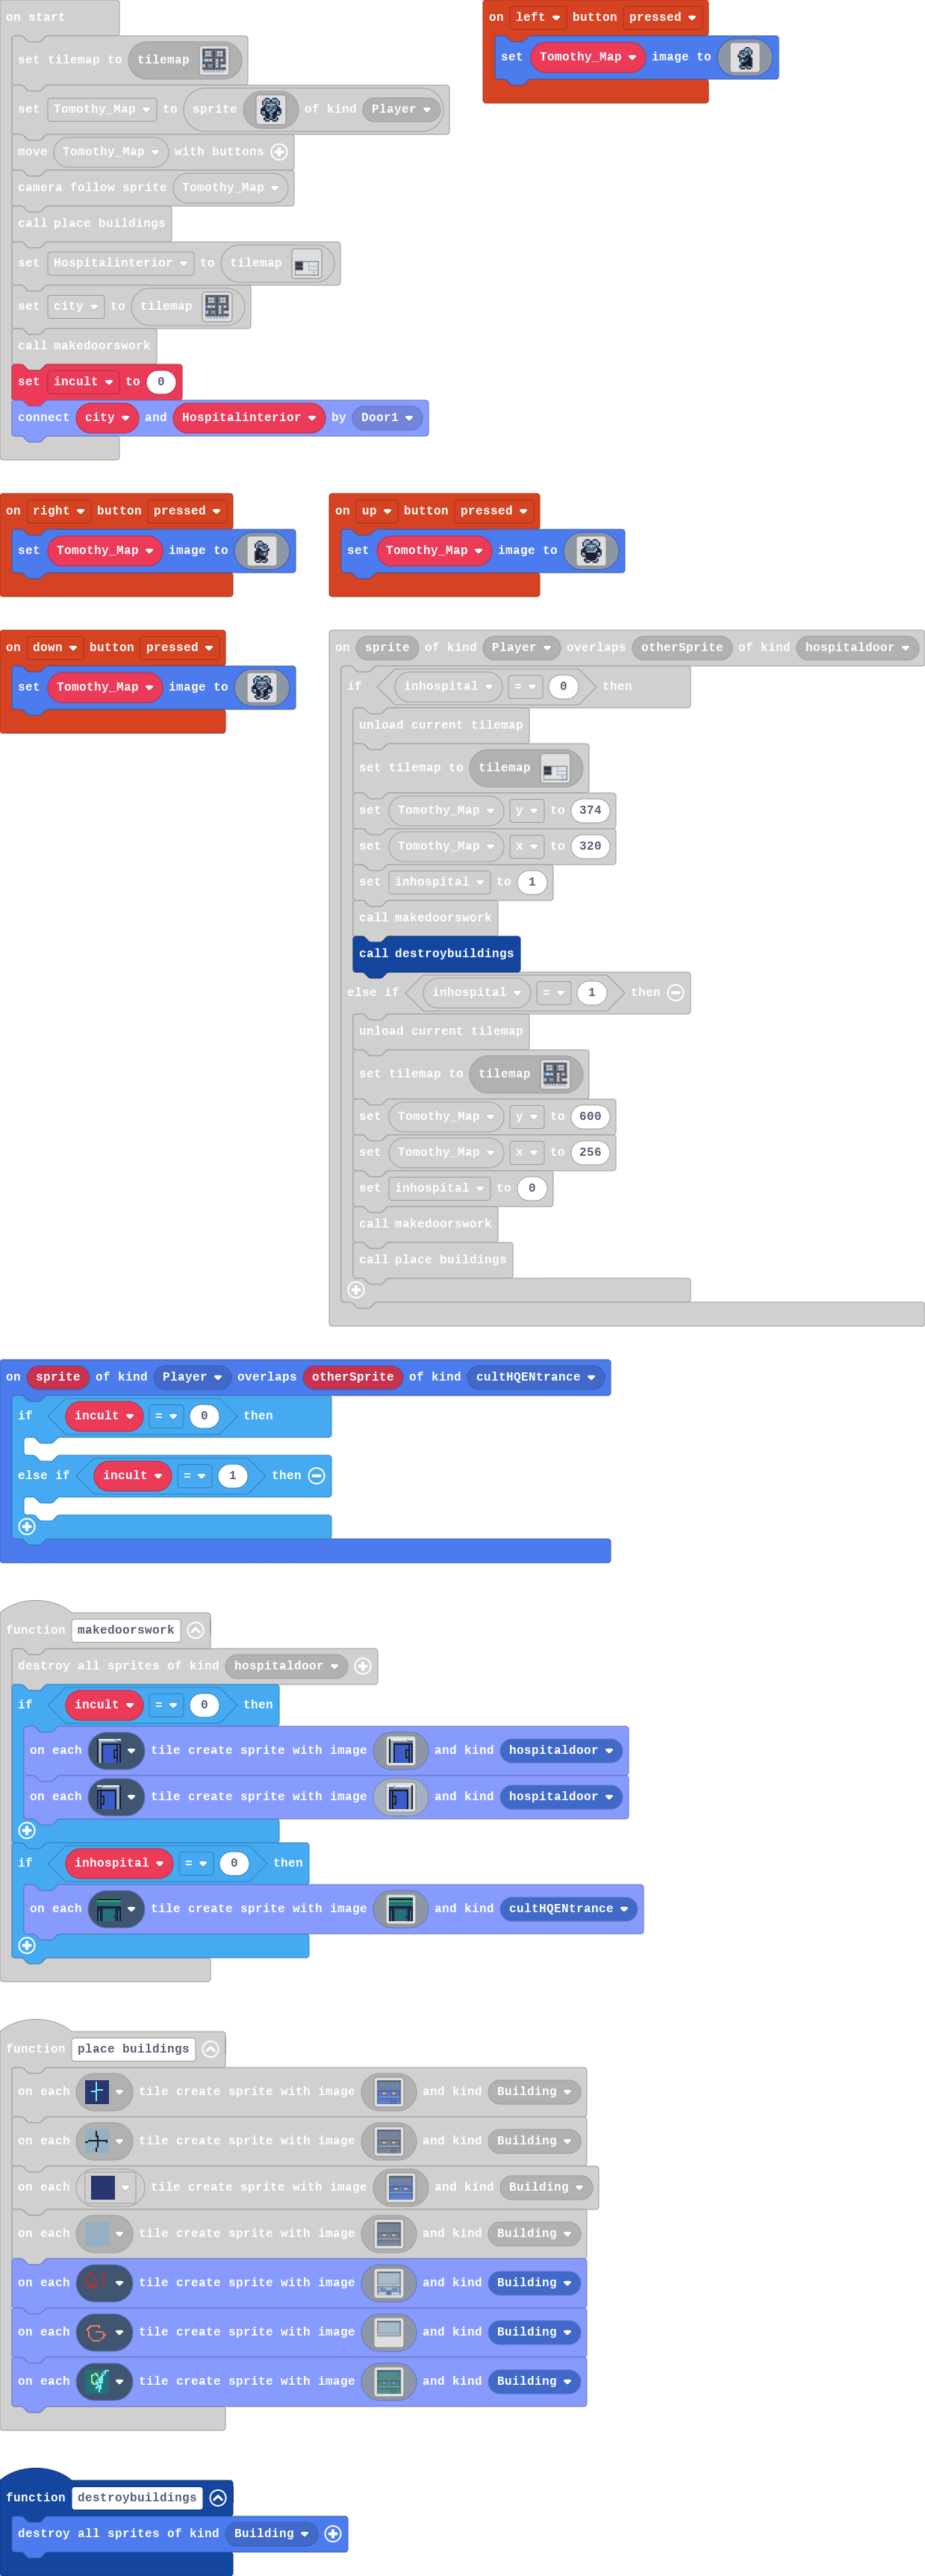 on start
set tilemap to tilemap
set Tomothy_Map to sprite of kind Player
move Tomothy_Map with buttons
camera follow sprite Tomothy_Map
call place buildings
set Hospitalinterior to tilemap
set city to tilemap
call makedoorswork
set incult to 0
connect city and Hospitalinterior by Door1
on left button pressed
set Tomothy_Map image to
on right button pressed
set Tomothy_Map image to
on up button pressed
set Tomothy_Map image to
on down button pressed
set Tomothy_Map image to
on sprite of kind Player overlaps otherSprite of kind hospitaldoor
if inhospital = 0 then
unload current tilemap
set tilemap to tilemap
set Tomothy_Map y to 374
set Tomothy_Map x to 320
set inhospital to 1
call makedoorswork
call destroybuildings
else if inhospital = 1 then
unload current tilemap
set tilemap to tilemap
set Tomothy_Map y to 600
set Tomothy_Map x to 256
set inhospital to 0
call makedoorswork
call place buildings
on sprite of kind Player overlaps otherSprite of kind cultHQENtrance
if incult = 0 then
else if incult = 1 then
function makedoorswork
destroy all sprites of kind hospitaldoor
if incult = 0 then
on each tile create sprite with image and kind hospitaldoor
on each tile create sprite with image and kind hospitaldoor
if inhospital = 0 then
on each tile create sprite with image and kind cultHQENtrance
function place buildings
on each tile create sprite with image and kind Building
on each tile create sprite with image and kind Building
on each tile create sprite with image and kind Building
on each tile create sprite with image and kind Building
on each tile create sprite with image and kind Building
on each tile create sprite with image and kind Building
on each tile create sprite with image and kind Building
function destroybuildings
destroy all sprites of kind Building